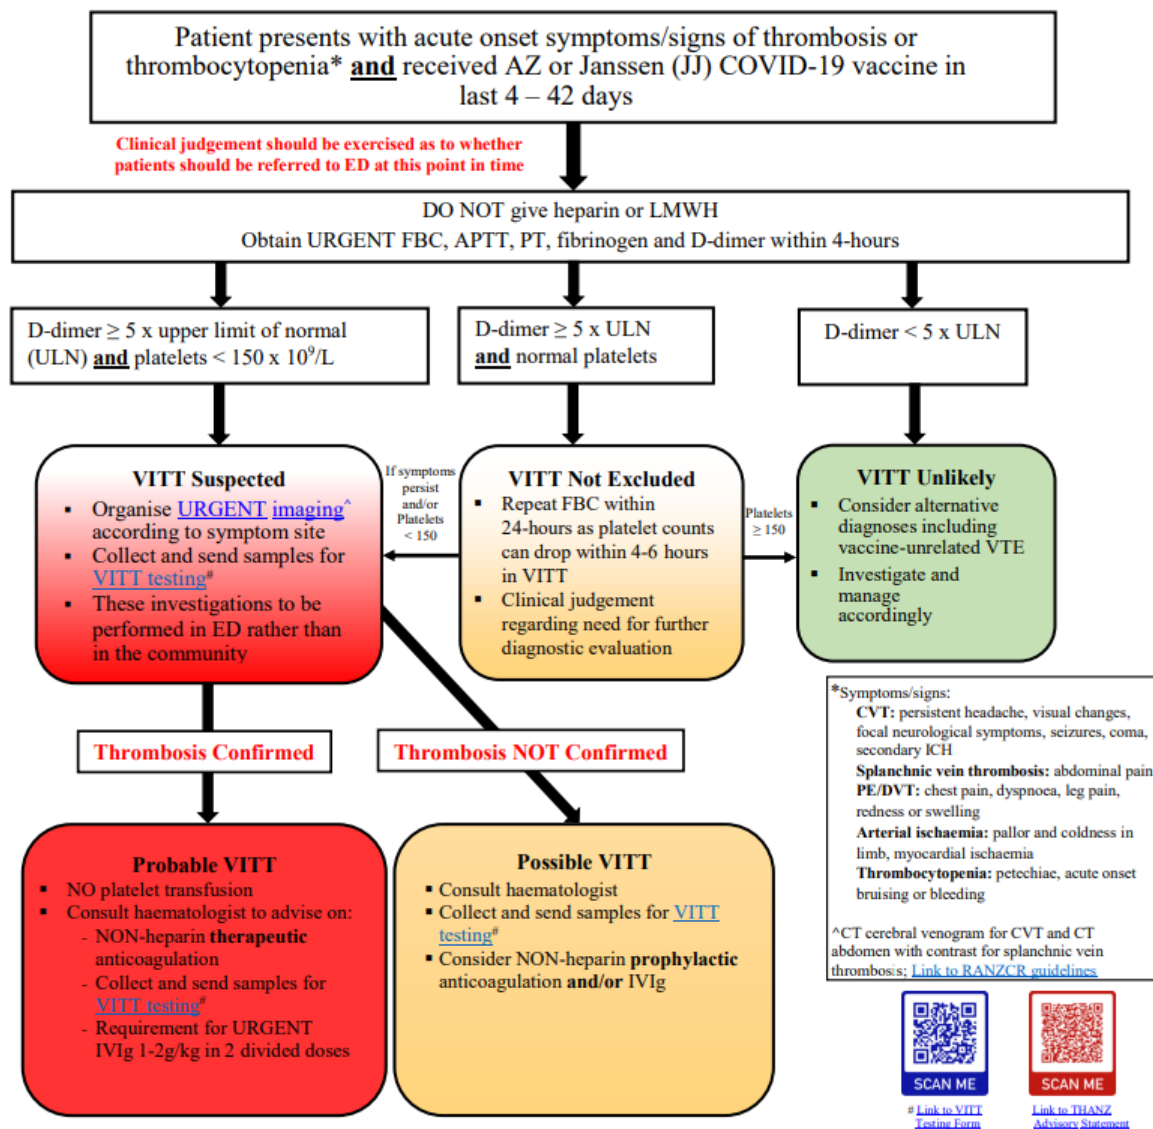 Patient presents with acute onset symptoms/signs of thrombosis or
thrombocytopenia* and received AZ or Janssen (JJ) COVID-19 vaccine in
last 4 – 42 days
Clinical judgement should be exercised as to whether
patients should be referred to ED at this point in time
DO NOT give heparin or LMWH
Obtain URGENT FBC, APTT, PT, fibrinogen and D-dimer within 4-hours
D-dimer ≥ 5 x upper limit of normal
(ULN) and platelets < 150 x 10⁹/L
D-dimer ≥ 5 x ULN
and normal platelets
D-dimer < 5 x ULN
VITT Suspected
▪ Organise URGENT imaging^
according to symptom site
▪ Collect and send samples for
VITT testing#
▪ These investigations to be
performed in ED rather than
in the community
If symptoms
persist
and/or
Platelets
< 150
VITT Not Excluded
▪ Repeat FBC within
24-hours as platelet counts
can drop within 4-6 hours
in VITT
▪ Clinical judgement
regarding need for further
diagnostic evaluation
Platelets
≥ 150
VITT Unlikely
▪ Consider alternative
diagnoses including
vaccine-unrelated VTE
▪ Investigate and
manage
accordingly
Thrombosis Confirmed
Thrombosis NOT Confirmed
Probable VITT
▪ NO platelet transfusion
▪ Consult haematologist to advise on:
- NON-heparin therapeutic
anticoagulation
- Collect and send samples for
VITT testing#
- Requirement for URGENT
IVIg 1-2g/kg in 2 divided doses
Possible VITT
▪ Consult haematologist
▪ Collect and send samples for VITT
testing#
▪ Consider NON-heparin prophylactic
anticoagulation and/or IVIg
*Symptoms/signs:
CVT: persistent headache, visual changes,
focal neurological symptoms, seizures, coma,
secondary ICH
Splanchnic vein thrombosis: abdominal pain
PE/DVT: chest pain, dyspnoea, leg pain,
redness or swelling
Arterial ischaemia: pallor and coldness in
limb, myocardial ischaemia
Thrombocytopenia: petechiae, acute onset
bruising or bleeding
^CT cerebral venogram for CVT and CT
abdomen with contrast for splanchnic vein
thrombosis; Link to RANZCR guidelines
SCAN ME
SCAN ME
# Link to VITT
Testing Form
Link to THANZ
Advisory Statement